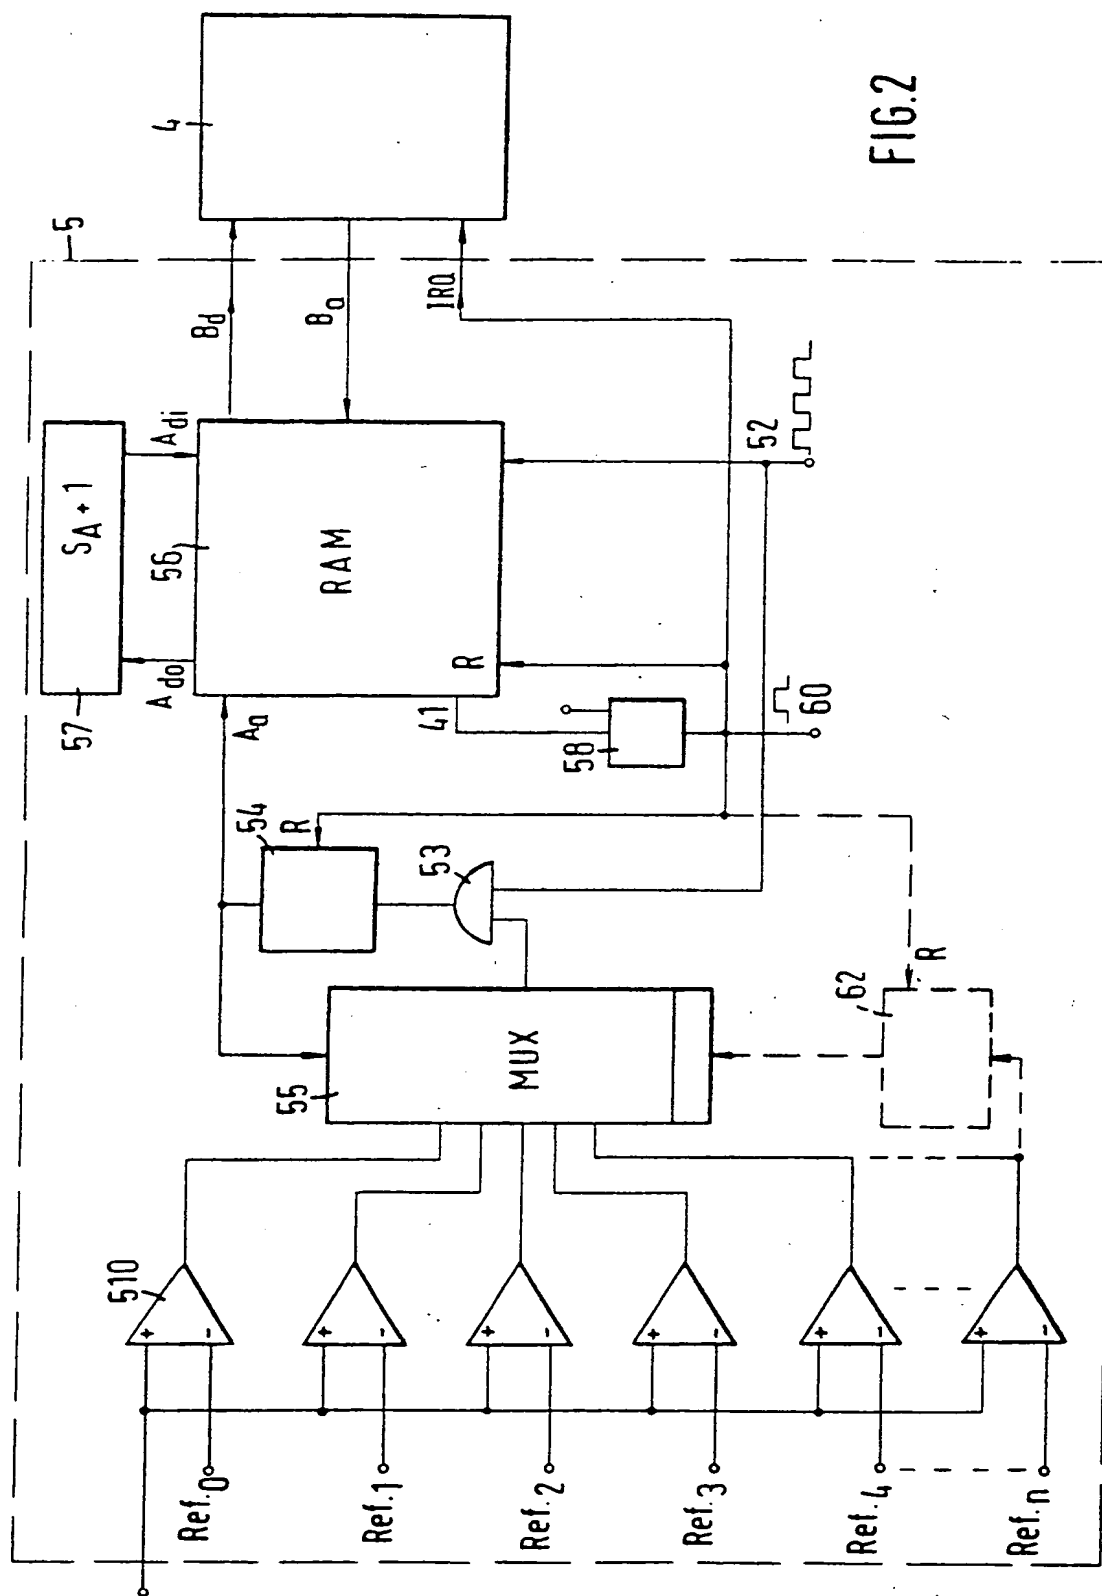 FIG.2
4
5
Bd
Ba
IRQ
57
SA + 1
Ado
Adi
56
RAM
Aa
R
41
58
60
52
54
R
53
55
MUX
62
R
510
+
-
+
-
+
-
+
-
+
-
+
-
Ref.0
Ref.1
Ref.2
Ref.3
Ref.4
Ref.n